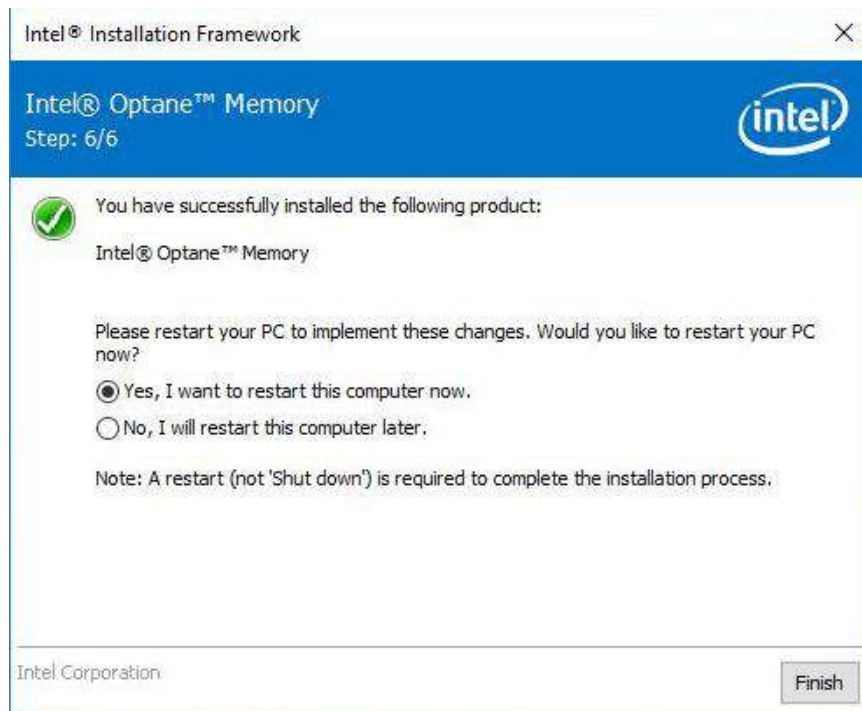 Intel® Installation Framework
Intel® Optane™ Memory
Step: 6/6
intel
You have successfully installed the following product:
Intel® Optane™ Memory
Please restart your PC to implement these changes. Would you like to restart your PC
now?
Yes, I want to restart this computer now.
No, I will restart this computer later.
Note: A restart (not 'Shut down') is required to complete the installation process.
Intel Corporation
Finish